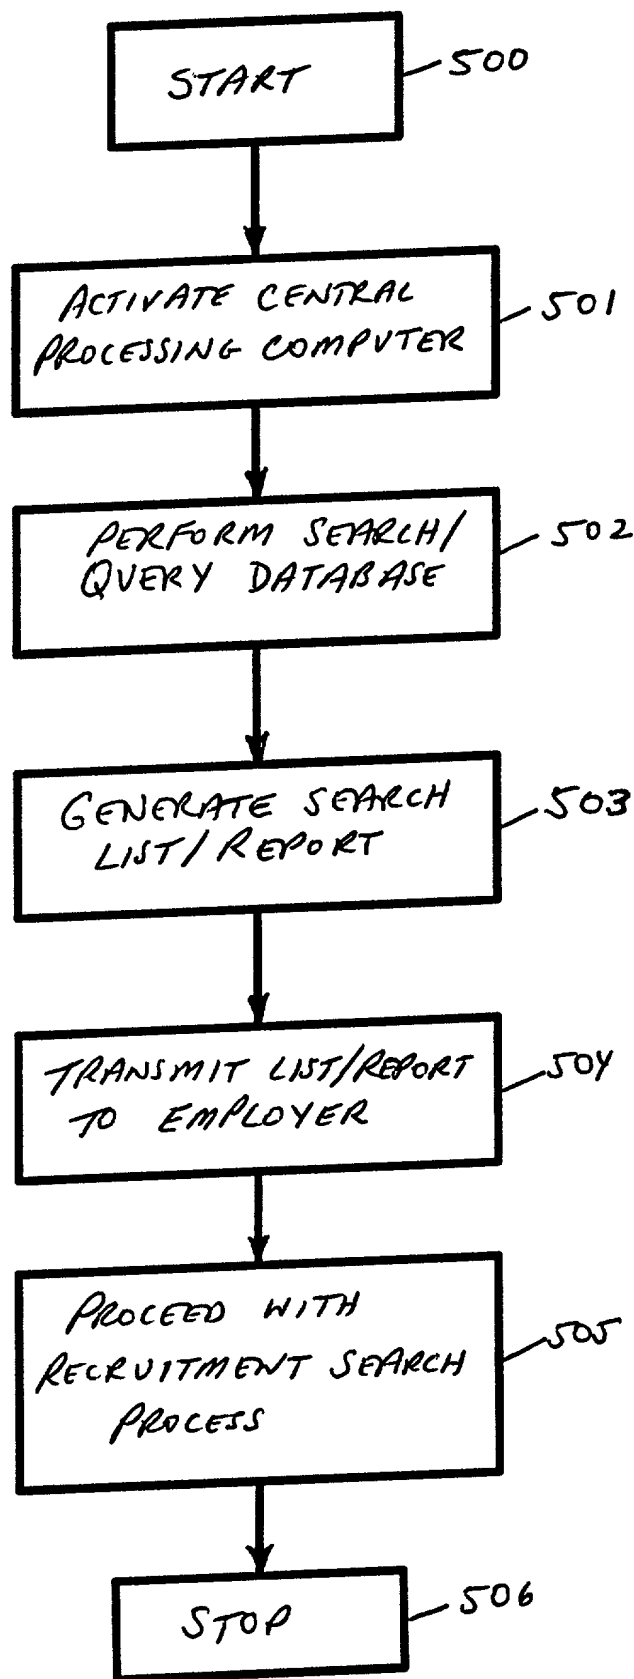 START
500
ACTIVATE CENTRAL
PROCESSING COMPUTER
501
PERFORM SEARCH/
QUERY DATABASE
502
GENERATE SEARCH
LIST/REPORT
503
TRANSMIT LIST/REPORT
TO EMPLOYER
504
PROCEED WITH
RECRUITMENT SEARCH
PROCESS
505
STOP
506